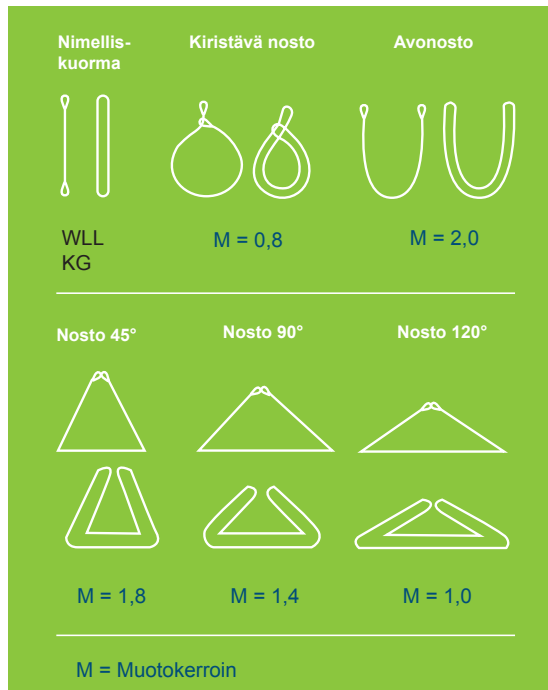 Nimellis-
kuorma
Kiristävä nosto
Avonosto
WLL
KG
M = 0,8
M = 2,0
Nosto 45°
Nosto 90°
Nosto 120°
M = 1,8
M = 1,4
M = 1,0
M = Muotokerroin